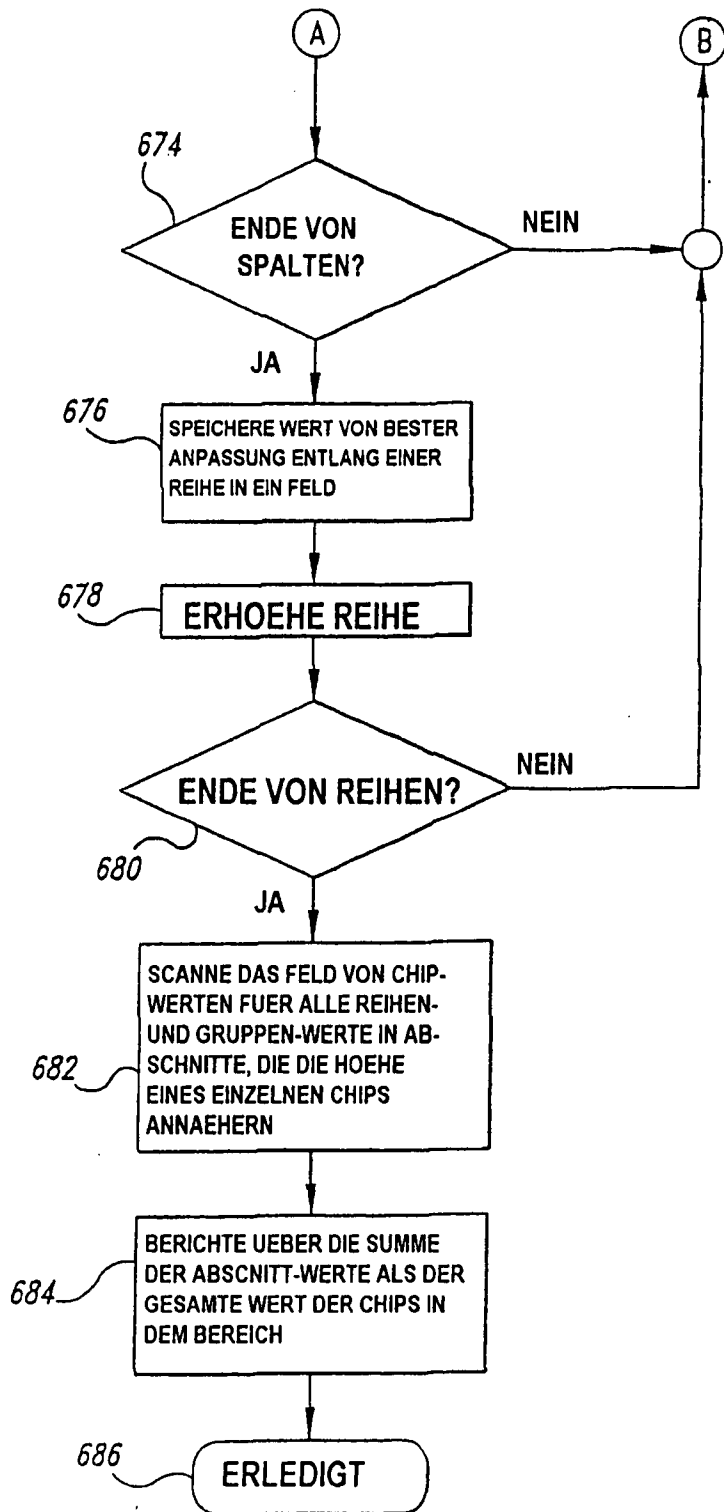 A
B
674
ENDE VON
SPALTEN?
NEIN
JA
676
SPEICHERE WERT VON BESTER
ANPASSUNG ENTLANG EINER
REIHE IN EIN FELD
678
ERHOEHE REIHE
ENDE VON REIHEN?
NEIN
680
JA
SCANNE DAS FELD VON CHIP-
WERTEN FUER ALLE REIHEN-
UND GRUPPEN-WERTE IN AB-
SCHNITTE, DIE DIE HOEHE
EINES EINZELNEN CHIPS
ANNAEHERN
682
BERICHTE UEBER DIE SUMME
DER ABSCNITT-WERTE ALS DER
GESAMTE WERT DER CHIPS IN
DEM BEREICH
684
686
ERLEDIGT